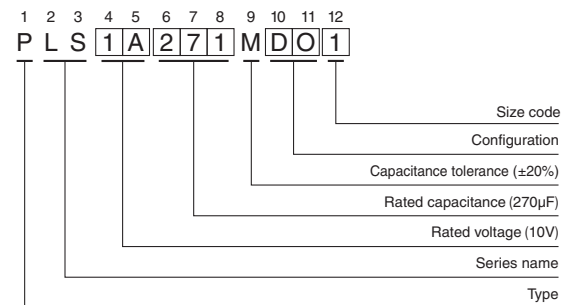 1 2 3 4 5 6 7 8 9 10 11 12
P L S 1 A 2 7 1 M D O 1
Size code
Configuration
Capacitance tolerance (±20%)
Rated capacitance (270µF)
Rated voltage (10V)
Series name
Type